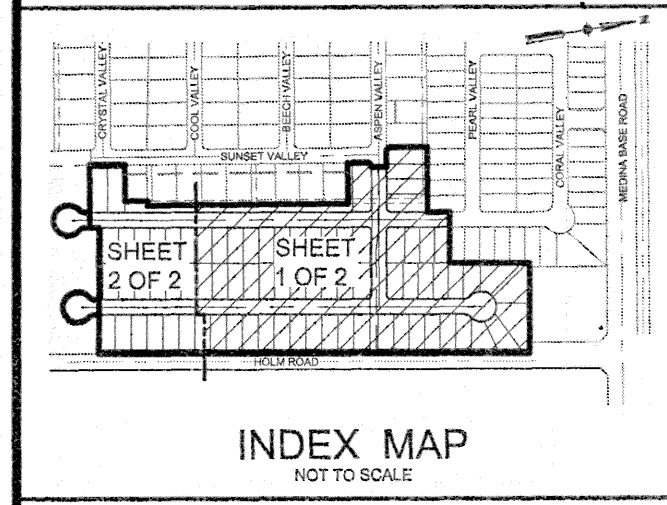 CRYSTAL VALLEY
COOL VALLEY
BEECH VALLEY
ASPEN VALLEY
PEARL VALLEY
CORAL VALLEY
MEDINA BASE ROAD
SUNSET VALLEY
SHEET
2 OF 2
SHEET
1 OF 2
HOLM ROAD
INDEX MAP
NOT TO SCALE